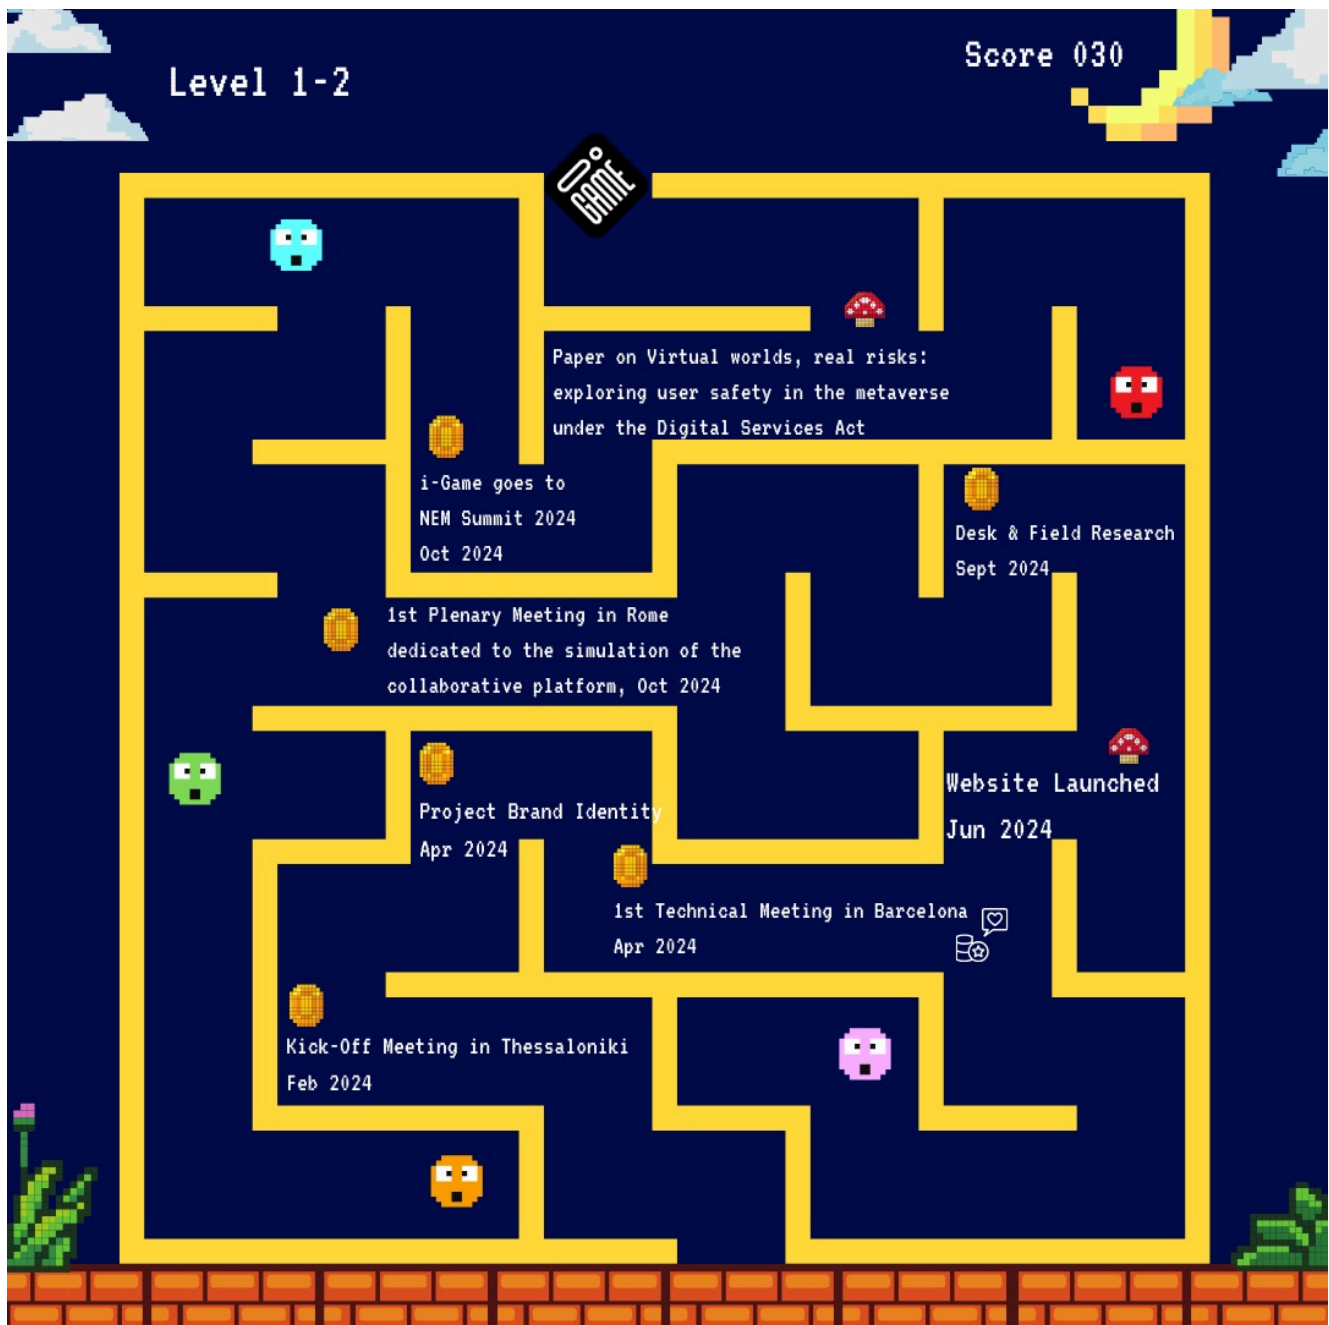 Level 1-2
Score 030
GAME
Paper on Virtual worlds, real risks:
exploring user safety in the metaverse
under the Digital Services Act
i-Game goes to
NEM Summit 2024
Oct 2024
Desk & Field Research
Sept 2024
1st Plenary Meeting in Rome
dedicated to the simulation of the
collaborative platform, Oct 2024
Project Brand Identity
Apr 2024
Website Launched
Jun 2024
1st Technical Meeting in Barcelona
Apr 2024
Kick-Off Meeting in Thessaloniki
Feb 2024